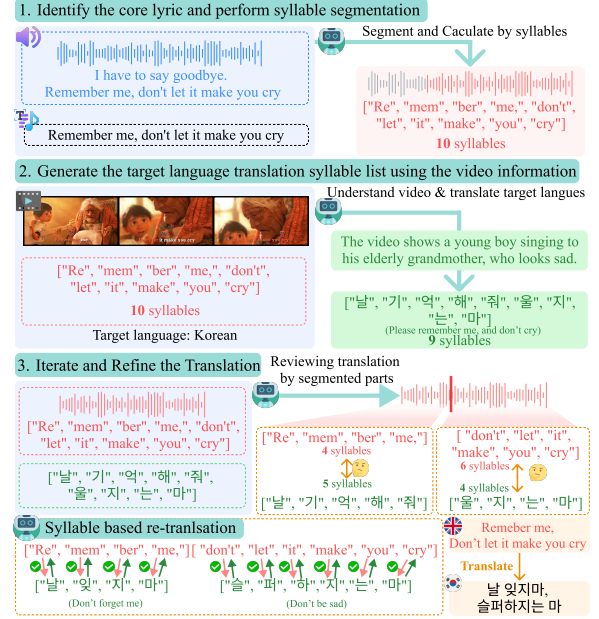 1. Identify the core lyric and perform syllable segmentation
I have to say goodbye.
Remember me, don't let it make you cry
Remember me, don't let it make you cry
Segment and Caculate by syllables
["Re", "mem", "ber", "me,", "don't",
"let", "it", "make", "you", "cry"]
10 syllables
2. Generate the target language translation syllable list using the video information
it make you cry
["Re", "mem", "ber", "me,", "don't",
"let", "it", "make", "you", "cry"]
10 syllables
Target language: Korean
Understand video & translate target langues
The video shows a young boy singing to
his elderly grandmother, who looks sad.
["날", "기", "억", "해", "줘", "울", "지",
"는", "마"]
(Please remember me, and don't cry)
9 syllables
3. Iterate and Refine the Translation
Reviewing translation
by segmented parts
["Re", "mem", "ber", "me,", "don't",
"let", "it", "make", "you", "cry"]
["날", "기", "억", "해", "줘",
"울", "지", "는", "마"]
["Re", "mem", "ber", "me,"]
4 syllables
5 syllables
["날", "기", "억", "해", "줘"]
[ "don't", "let", "it",
"make", "you", "cry"]
6 syllables
4 syllables
["울", "지", "는", "마"]
Syllable based re-tranlsation
["Re", "mem", "ber", "me,"][ "don't", "let", "it", "make", "you", "cry"]
["날", "잊", "지", "마"]
["슬", "퍼", "하", "지", "는", "마"]
(Don't forget me)
(Don't be sad)
Remeber me,
Don't let it make you cry
Translate
날 잊지마,
슬퍼하지는 마